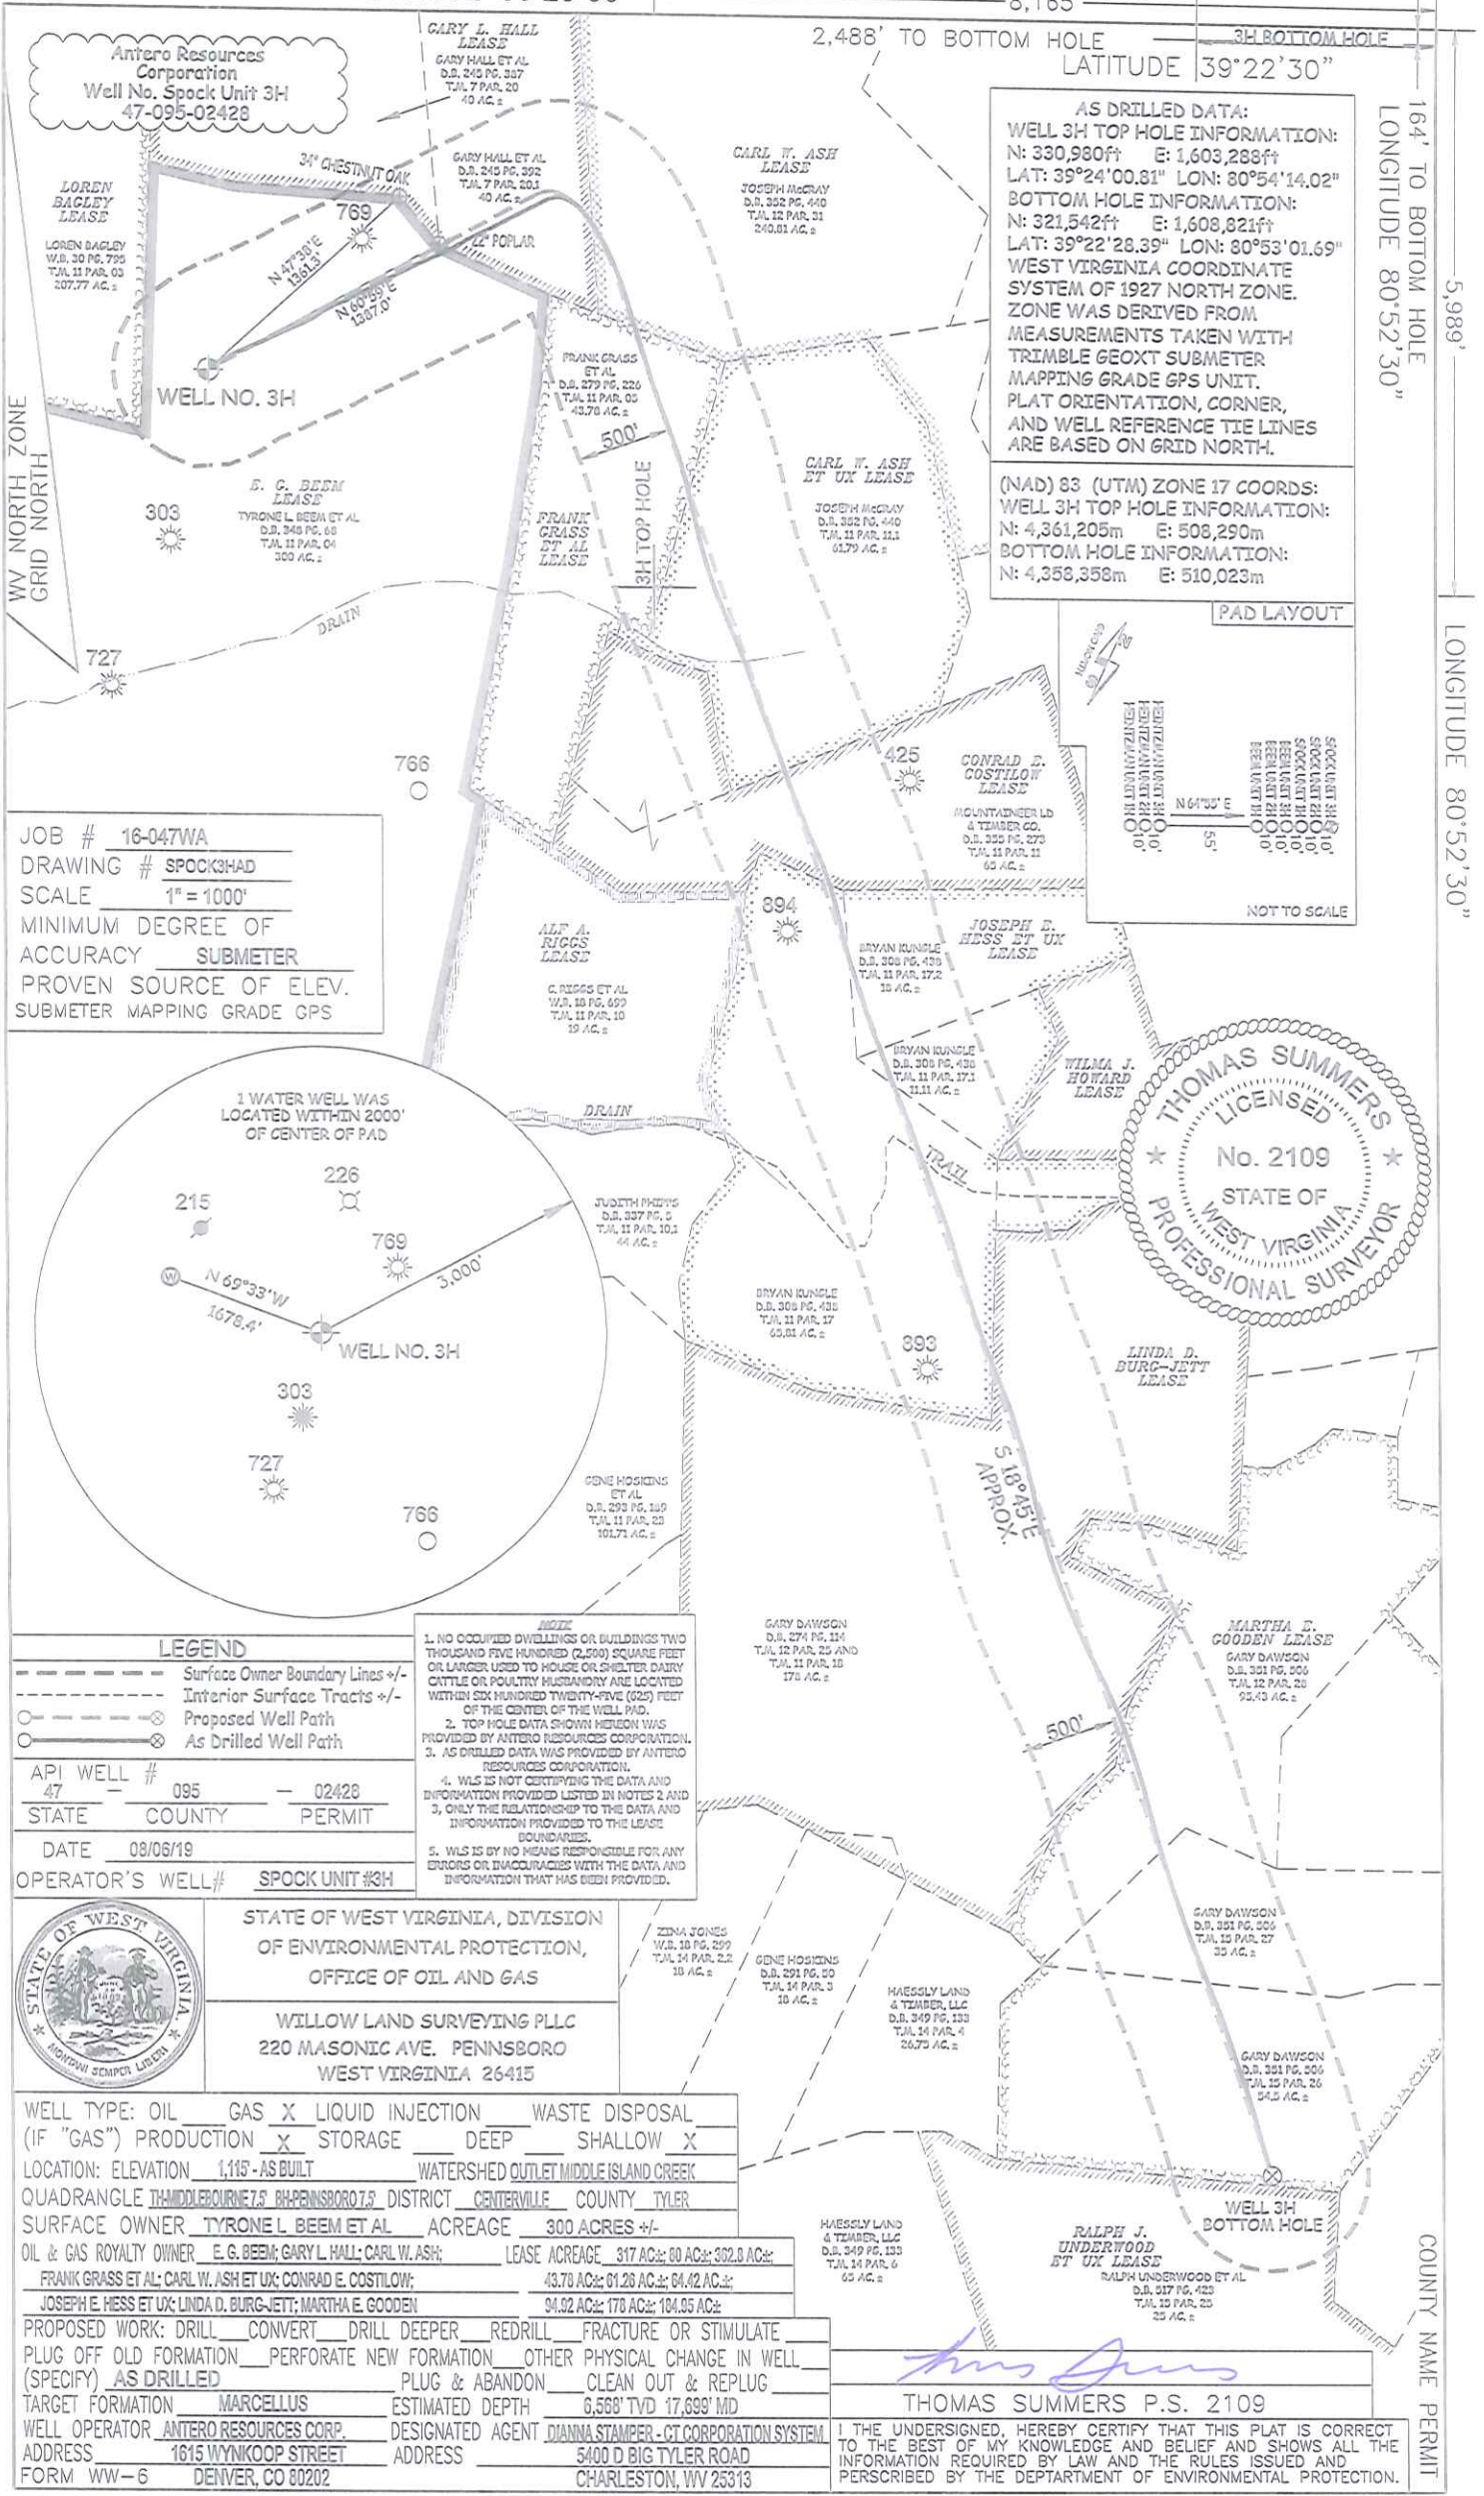 8,165'
2,488' TO BOTTOM HOLE
3H BOTTOM HOLE
LATITUDE 39°22'30"
164' TO BOTTOM HOLE
LONGITUDE 80°52'30"
5,989'
LONGITUDE 80°52'30"
Antero Resources
Corporation
Well No. Spock Unit 3H
47-095-02428
GARY L. HALL
LEASE
GARY HALL ET AL
D.B. 245 PG. 387
T.M. 7 PAR. 20
40 AC. ±
34" CHESTNUT OAK
GARY HALL ET AL
D.B. 245 PG. 392
T.M. 7 PAR. 20.1
40 AC. ±
CARL W. ASH
LEASE
JOSEPH McCRAY
D.B. 352 PG. 440
T.M. 12 PAR. 31
240.81 AC. ±
LOREN
BAGLEY
LEASE
LOREN BAGLEY
W.B. 30 PG. 795
T.M. 11 PAR. 03
207.77 AC. ±
769
22" POPLAR
N 47°38'E
1361.3'
N 60°59'E
1387.0'
WELL NO. 3H
AS DRILLED DATA:
WELL 3H TOP HOLE INFORMATION:
N: 330,980ft E: 1,603,288ft
LAT: 39°24'00.81" LON: 80°54'14.02"
BOTTOM HOLE INFORMATION:
N: 321,542ft E: 1,608,821ft
LAT: 39°22'28.39" LON: 80°53'01.69"
WEST VIRGINIA COORDINATE
SYSTEM OF 1927 NORTH ZONE.
ZONE WAS DERIVED FROM
MEASUREMENTS TAKEN WITH
TRIMBLE GEOXT SUBMETER
MAPPING GRADE GPS UNIT.
PLAT ORIENTATION, CORNER,
AND WELL REFERENCE TIE LINES
ARE BASED ON GRID NORTH.
(NAD) 83 (UTM) ZONE 17 COORDS:
WELL 3H TOP HOLE INFORMATION:
N: 4,361,205m E: 508,290m
BOTTOM HOLE INFORMATION:
N: 4,358,358m E: 510,023m
WV NORTH ZONE
GRID NORTH
FRANK GRASS
ET AL
D.B. 279 PG. 226
T.M. 11 PAR. 05
43.78 AC. ±
500'
3H TOP HOLE
CARL W. ASH
ET UX LEASE
JOSEPH McCRAY
D.B. 352 PG. 440
T.M. 11 PAR. 11.1
61.79 AC. ±
303
E. G. BEEM
LEASE
TYRONE L. BEEM ET AL
D.B. 348 PG. 68
T.M. 11 PAR. 04
300 AC. ±
FRANK
GRASS
ET AL
LEASE
DRAIN
727
766
PAD LAYOUT
N 64°55' E
55'
NOT TO SCALE
425
CONRAD E.
COSTILOW
LEASE
MOUNTAINEER LD
& TIMBER CO.
D.B. 355 PG. 273
T.M. 11 PAR. 11
65 AC. ±
JOB # 16-047WA
DRAWING # SPOCK3HAD
SCALE 1" = 1000'
MINIMUM DEGREE OF
ACCURACY SUBMETER
PROVEN SOURCE OF ELEV.
SUBMETER MAPPING GRADE GPS
894
ALF A.
RIGGS
LEASE
C. RIGGS ET AL
W.B. 18 PG. 699
T.M. 11 PAR. 10
19 AC. ±
BRYAN KUNGLE
D.B. 308 PG. 438
T.M. 11 PAR. 17.2
18 AC. ±
JOSEPH E.
HESS ET UX
LEASE
BRYAN KUNGLE
D.B. 308 PG. 438
T.M. 11 PAR. 17.1
11.11 AC. ±
WILMA J.
HOWARD
LEASE
THOMAS SUMMERS
LICENSED
No. 2109
STATE OF
WEST VIRGINIA
PROFESSIONAL SURVEYOR
1 WATER WELL WAS
LOCATED WITHIN 2000'
OF CENTER OF PAD
226
215
769
W
N 69°33'W
1678.4'
3,000'
WELL NO. 3H
303
727
766
DRAIN
TRAIL
JUDITH PHIPPS
D.B. 337 PG. 5
T.M. 11 PAR. 10.1
44 AC. ±
BRYAN KUNGLE
D.B. 308 PG. 438
T.M. 11 PAR. 17
65.81 AC. ±
893
LINDA D.
BURG-JETT
LEASE
S 18°45'E
APPROX.
GENE HOSKINS
ET AL
D.B. 293 PG. 189
T.M. 11 PAR. 23
101.71 AC. ±
GARY DAWSON
D.B. 274 PG. 114
T.M. 12 PAR. 25 AND
T.M. 11 PAR. 18
178 AC. ±
MARTHA E.
GOODEN LEASE
GARY DAWSON
D.B. 351 PG. 506
T.M. 12 PAR. 28
95.43 AC. ±
500'
LEGEND
Surface Owner Boundary Lines +/-
Interior Surface Tracts +/-
Proposed Well Path
As Drilled Well Path
API WELL #
47 — 095 — 02428
STATE COUNTY PERMIT
DATE 08/06/19
OPERATOR'S WELL# SPOCK UNIT #3H
NOTE
1. NO OCCUPIED DWELLINGS OR BUILDINGS TWO
THOUSAND FIVE HUNDRED (2,500) SQUARE FEET
OR LARGER USED TO HOUSE OR SHELTER DAIRY
CATTLE OR POULTRY HUSBANDRY ARE LOCATED
WITHIN SIX HUNDRED TWENTY-FIVE (625) FEET
OF THE CENTER OF THE WELL PAD.
2. TOP HOLE DATA SHOWN HEREON WAS
PROVIDED BY ANTERO RESOURCES CORPORATION.
3. AS DRILLED DATA WAS PROVIDED BY ANTERO
RESOURCES CORPORATION.
4. WLS IS NOT CERTIFYING THE DATA AND
INFORMATION PROVIDED LISTED IN NOTES 2 AND
3, ONLY THE RELATIONSHIP TO THE DATA AND
INFORMATION PROVIDED TO THE LEASE
BOUNDARIES.
5. WLS IS BY NO MEANS RESPONSIBLE FOR ANY
ERRORS OR INACCURACIES WITH THE DATA AND
INFORMATION THAT HAS BEEN PROVIDED.
STATE OF WEST VIRGINIA
MONTANI SEMPER LIBERI
STATE OF WEST VIRGINIA, DIVISION
OF ENVIRONMENTAL PROTECTION,
OFFICE OF OIL AND GAS
WILLOW LAND SURVEYING PLLC
220 MASONIC AVE. PENNSBORO
WEST VIRGINIA 26415
ZINA JONES
W.B. 18 PG. 299
T.M. 14 PAR. 2.2
18 AC. ±
GENE HOSKINS
D.B. 291 PG. 50
T.M. 14 PAR. 3
18 AC. ±
HAESSLY LAND
& TIMBER, LLC
D.B. 349 PG. 133
T.M. 14 PAR. 4
26.75 AC. ±
GARY DAWSON
D.B. 351 PG. 506
T.M. 15 PAR. 27
35 AC. ±
GARY DAWSON
D.B. 351 PG. 506
T.M. 15 PAR. 26
54.5 AC. ±
WELL 3H
BOTTOM HOLE
HAESSLY LAND
& TIMBER, LLC
D.B. 349 PG. 133
T.M. 14 PAR. 6
65 AC. ±
RALPH J.
UNDERWOOD
ET UX LEASE
RALPH UNDERWOOD ET AL
D.B. 517 PG. 423
T.M. 15 PAR. 25
25 AC. ±
WELL TYPE: OIL GAS X LIQUID INJECTION WASTE DISPOSAL
(IF "GAS") PRODUCTION X STORAGE DEEP SHALLOW X
LOCATION: ELEVATION 1,115' - AS BUILT WATERSHED OUTLET MIDDLE ISLAND CREEK
QUADRANGLE TH-MIDDLEBOURNE 7.5' BH-PENNSBORO 7.5' DISTRICT CENTERVILLE COUNTY TYLER
SURFACE OWNER TYRONE L BEEM ET AL ACREAGE 300 ACRES +/-
OIL & GAS ROYALTY OWNER E. G. BEEM; GARY L. HALL; CARL W. ASH; LEASE ACREAGE 317 AC±; 80 AC±; 362.8 AC±;
FRANK GRASS ET AL; CARL W. ASH ET UX; CONRAD E. COSTILOW; 43.78 AC±; 61.26 AC.±; 64.42 AC.±;
JOSEPH E. HESS ET UX; LINDA D. BURG-JETT; MARTHA E. GOODEN 94.92 AC±; 178 AC±; 184.95 AC±
PROPOSED WORK: DRILL CONVERT DRILL DEEPER REDRILL FRACTURE OR STIMULATE
PLUG OFF OLD FORMATION PERFORATE NEW FORMATION OTHER PHYSICAL CHANGE IN WELL
(SPECIFY) AS DRILLED PLUG & ABANDON CLEAN OUT & REPLUG
TARGET FORMATION MARCELLUS ESTIMATED DEPTH 6,568' TVD 17,699' MD
WELL OPERATOR ANTERO RESOURCES CORP. DESIGNATED AGENT DIANNA STAMPER - CT CORPORATION SYSTEM
ADDRESS 1615 WYNKOOP STREET ADDRESS 5400 D BIG TYLER ROAD
FORM WW-6 DENVER, CO 80202 CHARLESTON, WV 25313
THOMAS SUMMERS P.S. 2109
I THE UNDERSIGNED, HEREBY CERTIFY THAT THIS PLAT IS CORRECT
TO THE BEST OF MY KNOWLEDGE AND BELIEF AND SHOWS ALL THE
INFORMATION REQUIRED BY LAW AND THE RULES ISSUED AND
PERSCRIBED BY THE DEPTARTMENT OF ENVIRONMENTAL PROTECTION.
COUNTY NAME PERMIT